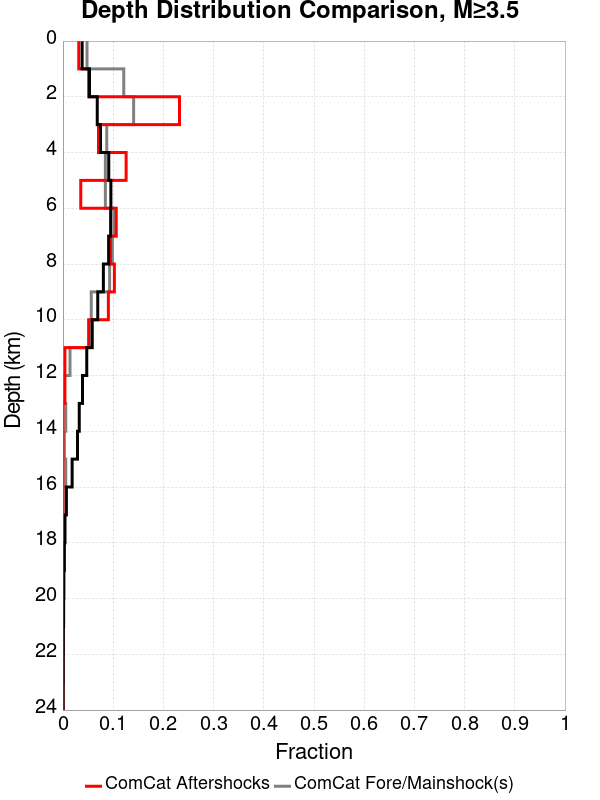 Depth Distribution Comparison, M≥3.5
0
2
4
6
8
10
12
14
16
18
20
22
24
Depth (km)
0 0.1 0.2 0.3 0.4 0.5 0.6 0.7 0.8 0.9 1
Fraction
ComCat Aftershocks ComCat Fore/Mainshock(s)